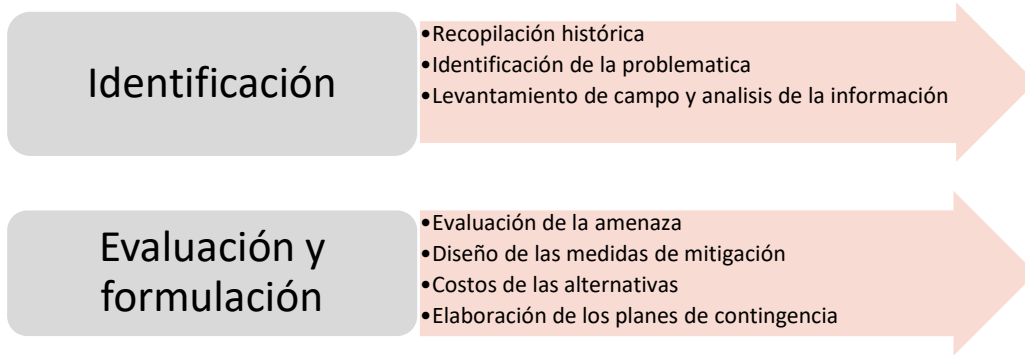 Identificación
•Recopilación histórica
•Identificación de la problematica
•Levantamiento de campo y analisis de la información
Evaluación y
formulación
•Evaluación de la amenaza
•Diseño de las medidas de mitigación
•Costos de las alternativas
•Elaboración de los planes de contingencia